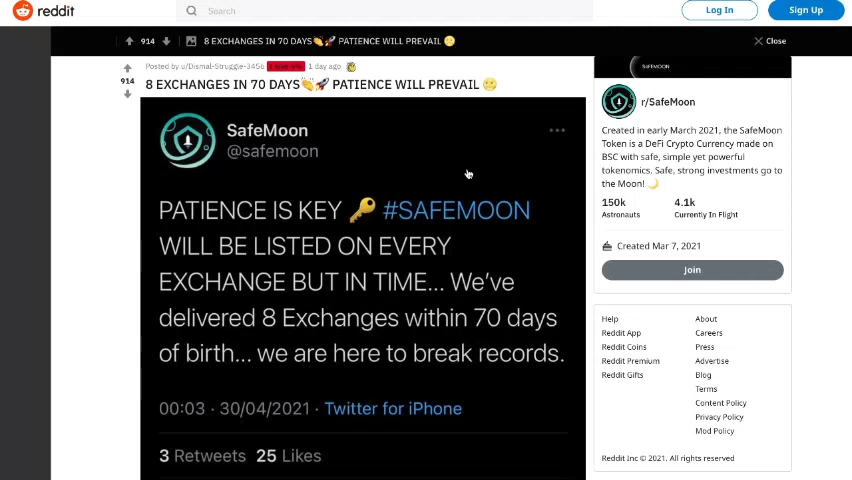 reddit
Search
Log In
Sign Up
914 8 EXCHANGES IN 70 DAYS👏🚀 PATIENCE WILL PREVAIL 🌝
Close
Posted by u/Dismal-Struggle-345 1 day ago
914
8 EXCHANGES IN 70 DAYS👏🚀 PATIENCE WILL PREVAIL 🌝
SafeMoon
@safemoon
PATIENCE IS KEY 🔑 #SAFEMOON
WILL BE LISTED ON EVERY
EXCHANGE BUT IN TIME... We've
delivered 8 Exchanges within 70 days
of birth... we are here to break records.
00:03 · 30/04/2021 · Twitter for iPhone
3 Retweets 25 Likes
SAFEMOON
r/SafeMoon
Created in early March 2021, the SafeMoon
Token is a DeFi Crypto Currency made on
BSC with safe, simple yet powerful
tokenomics. Safe, strong investments go to
the Moon! 🌙
150k 4.1k
Astronauts Currently In Flight
Created Mar 7, 2021
Join
Help About
Reddit App Careers
Reddit Coins Press
Reddit Premium Advertise
Reddit Gifts Blog
Terms
Content Policy
Privacy Policy
Mod Policy
Reddit Inc © 2021. All rights reserved